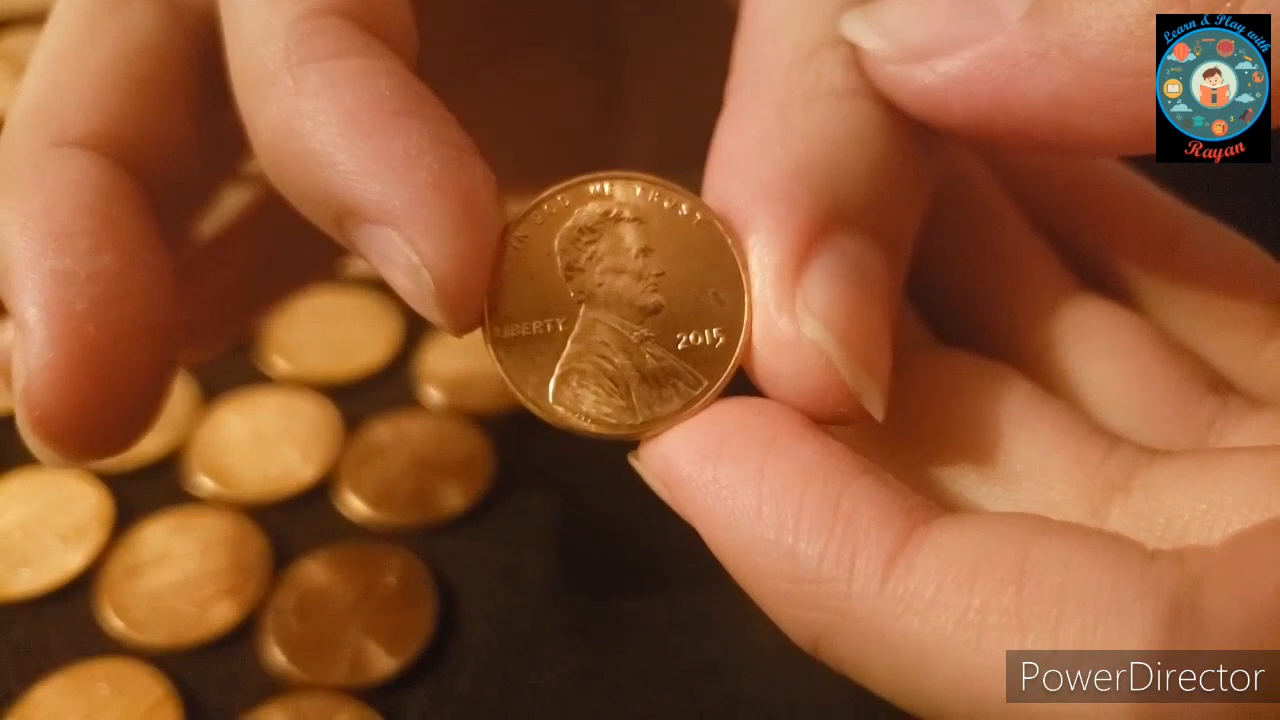 Learn & Play with
Rayan
IN GOD WE TRUST
LIBERTY
2015
PowerDirector